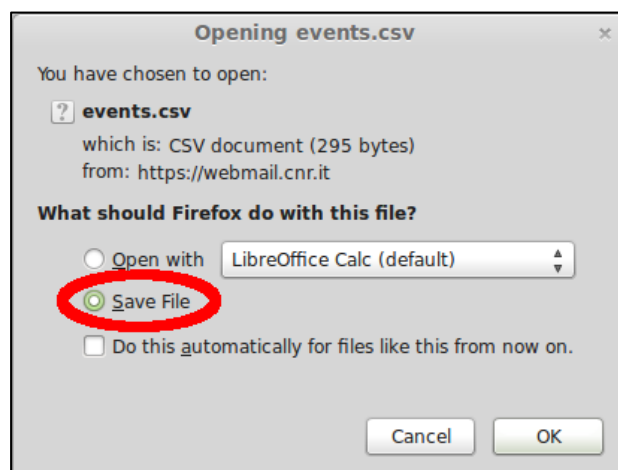 Opening events.csv
You have chosen to open:
events.csv
which is: CSV document (295 bytes)
from: https://webmail.cnr.it
What should Firefox do with this file?
Open with LibreOffice Calc (default)
Save File
Do this automatically for files like this from now on.
Cancel OK